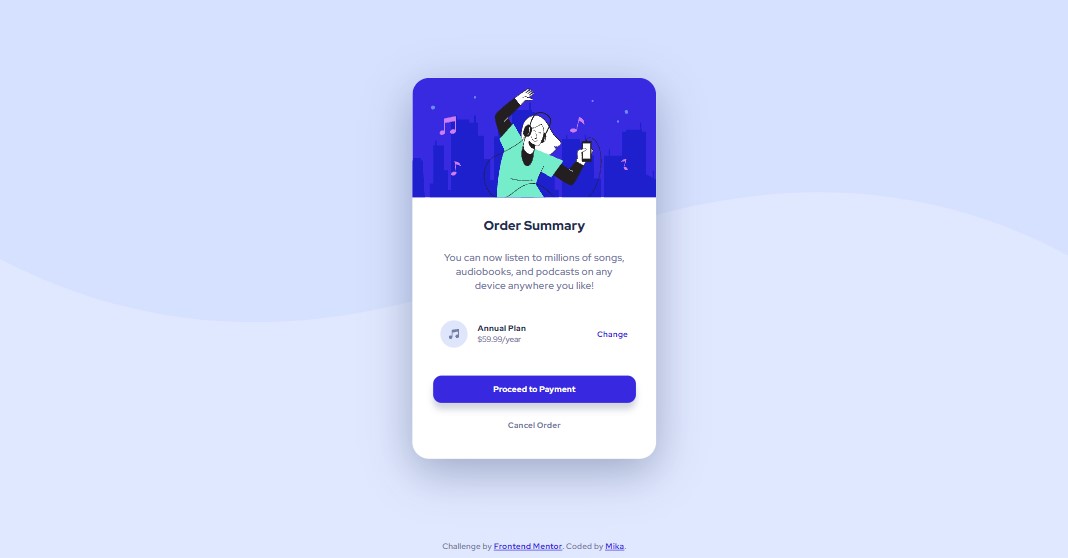 Order Summary
You can now listen to millions of songs,
audiobooks, and podcasts on any
device anywhere you like!
Annual Plan
$59.99/year
Change
Proceed to Payment
Cancel Order
Challenge by Frontend Mentor. Coded by Mika.